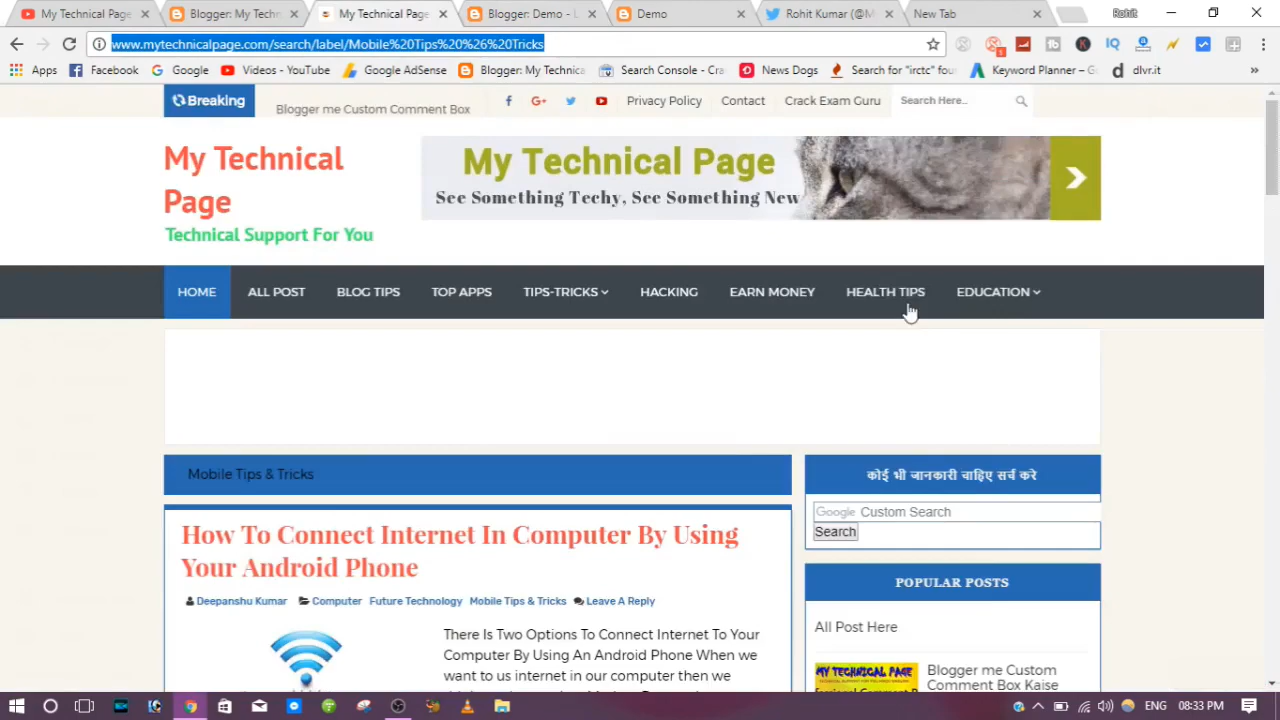 My Technical Page
Blogger: My Techn
My Technical Page
Blogger: Demo - L
Demo
Rohit Kumar (@M
New Tab
Rohit
www.mytechnicalpage.com/search/label/Mobile%20Tips%20%26%20Tricks
Apps
Facebook
Google
Videos - YouTube
Google AdSense
Blogger: My Technica
Search Console - Cra
News Dogs
Search for "irctc" fou
Keyword Planner – G
dlvr.it
Breaking
Blogger me Custom Comment Box
Privacy Policy
Contact
Crack Exam Guru
Search Here...
My Technical
Page
Technical Support For You
My Technical Page
See Something Techy, See Something New
HOME
ALL POST
BLOG TIPS
TOP APPS
TIPS-TRICKS
HACKING
EARN MONEY
HEALTH TIPS
EDUCATION
Mobile Tips & Tricks
How To Connect Internet In Computer By Using
Your Android Phone
Deepanshu Kumar
Computer
Future Technology
Mobile Tips & Tricks
Leave A Reply
There Is Two Options To Connect Internet To Your
Computer By Using An Android Phone When we
want to us internet in our computer then we
कोई भी जानकारी चाहिए सर्च करे
Google Custom Search
Search
POPULAR POSTS
All Post Here
MY TECHNICAL PAGE
Blogger me Custom
Comment Box Kaise
ENG
08:33 PM